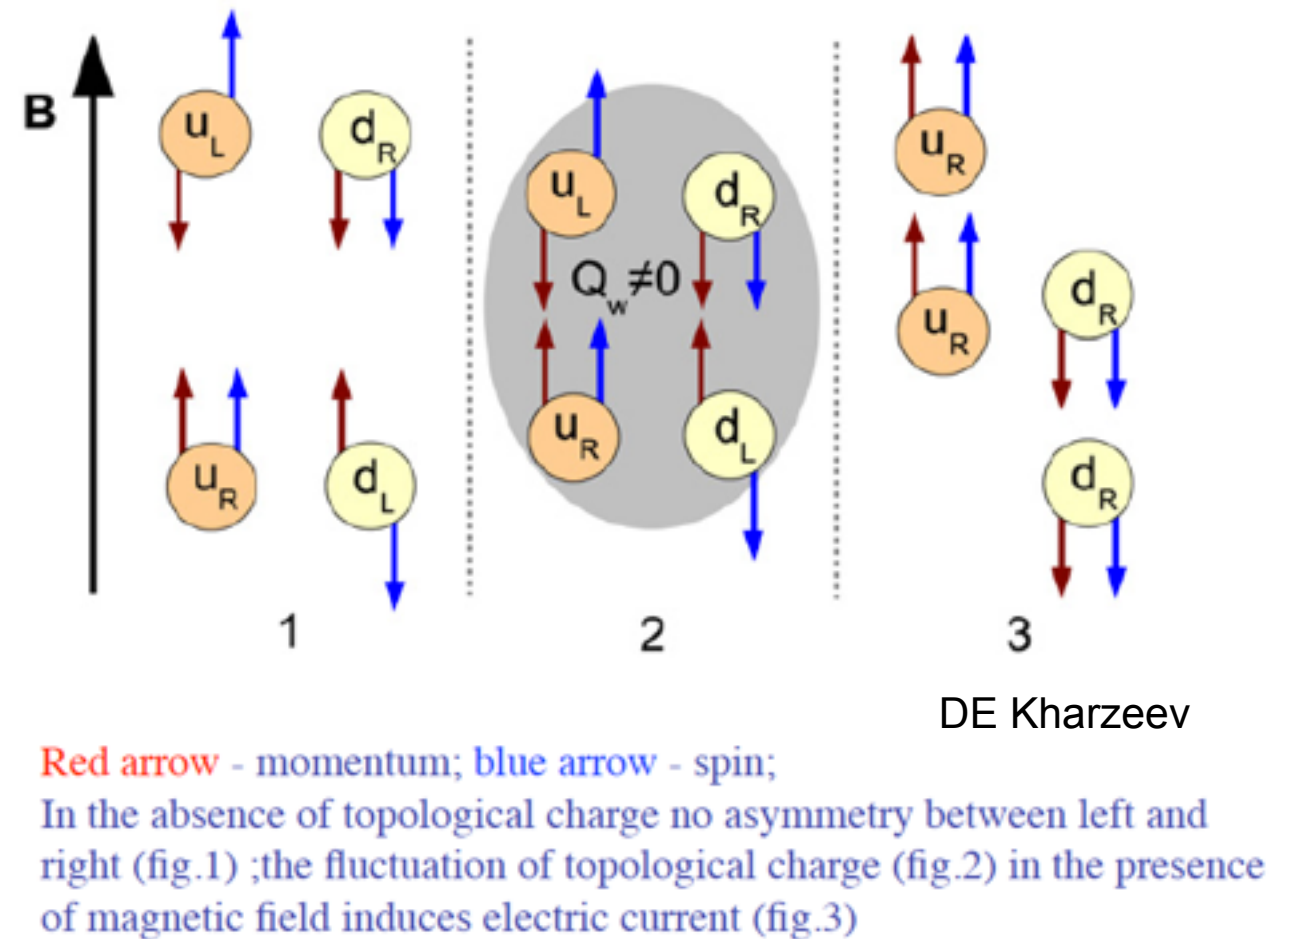 B
u_L d_R
u_R d_L
1
u_L d_R
Q_w≠0
u_R d_L
2
u_R
u_R d_R
d_R
3
DE Kharzeev
Red arrow - momentum; blue arrow - spin;
In the absence of topological charge no asymmetry between left and
right (fig.1) ;the fluctuation of topological charge (fig.2) in the presence
of magnetic field induces electric current (fig.3)